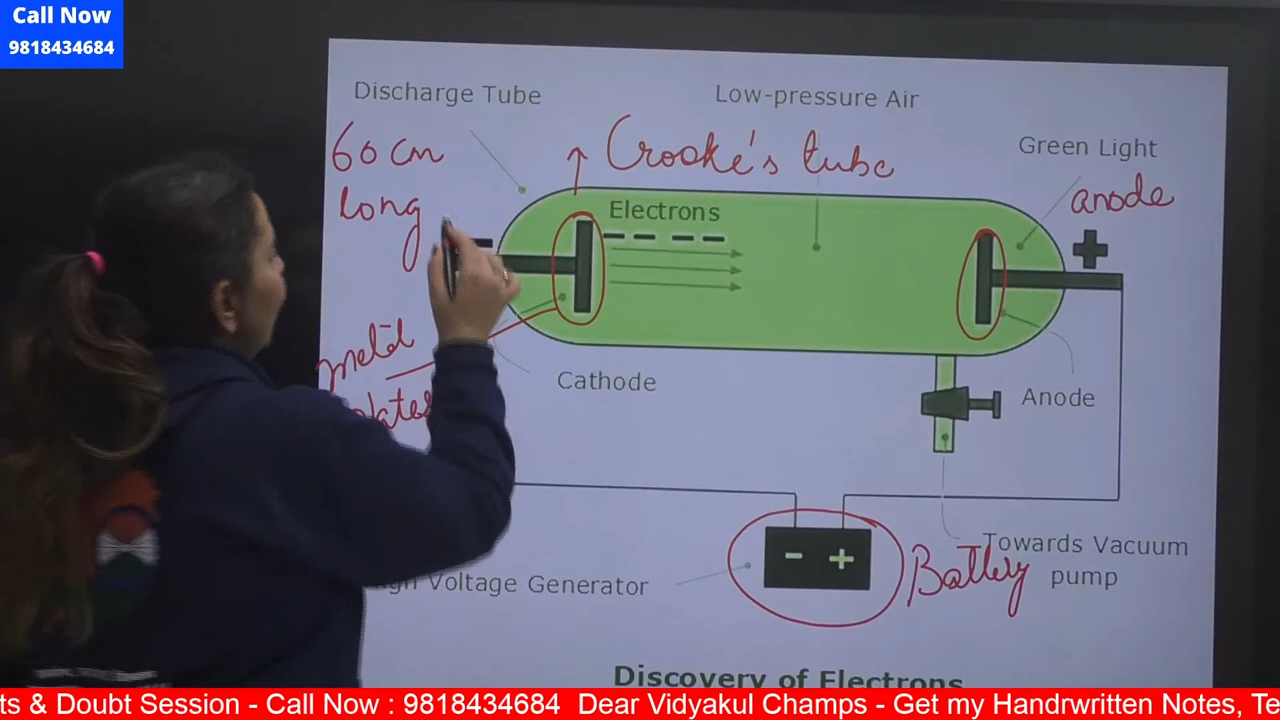 Call Now
9818434684
Discharge Tube
Low-pressure Air
Green Light
60 cm
long
Crooke's tube
anode
Electrons
metal
Cathode
Anode
Towards Vacuum
pump
Voltage Generator
Battery
Discovery of Electrons
ts & Doubt Session - Call Now : 9818434684 Dear Vidyakul Champs - Get my Handrwritten Notes, Te